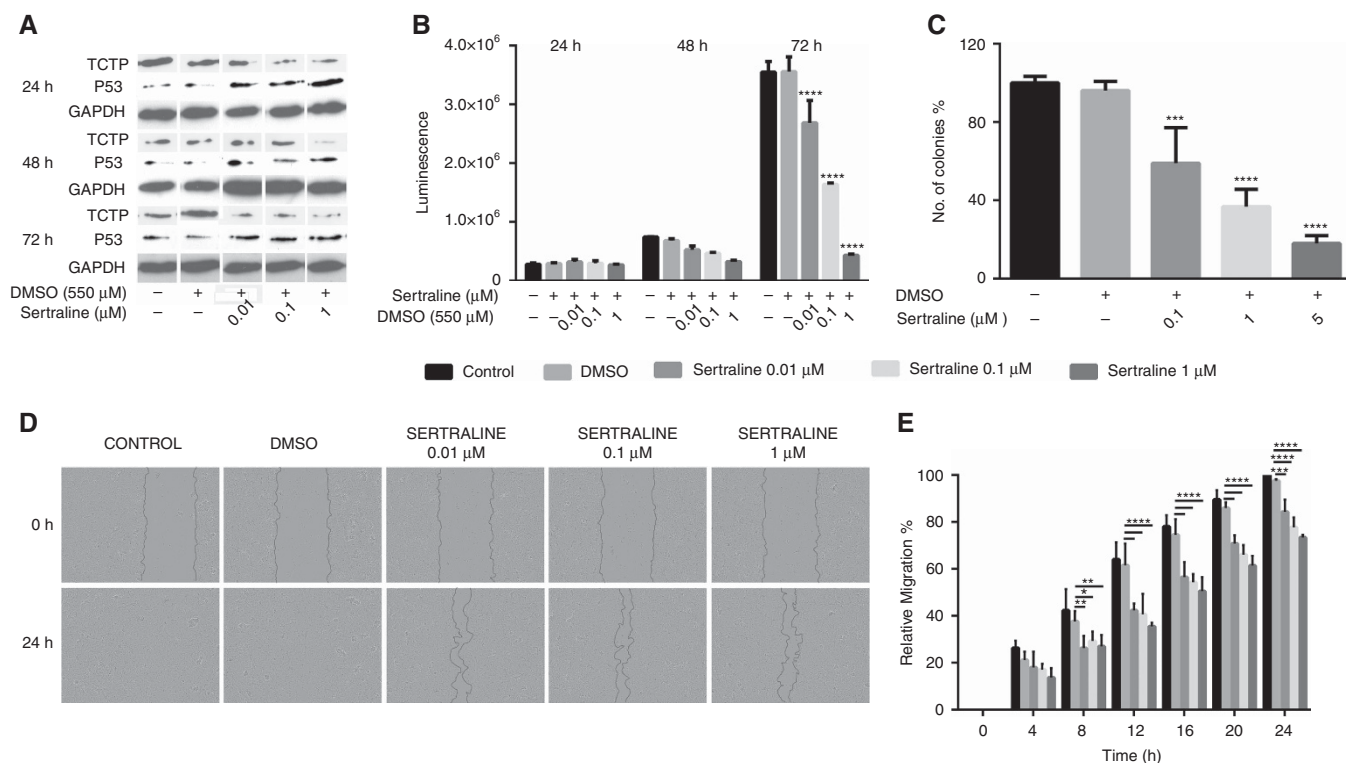 A
TCTP
24 h P53
GAPDH
TCTP
48 h P53
GAPDH
TCTP
72 h P53
GAPDH
DMSO (550 μM) – + + + +
Sertraline (μM) – – 0.01 0.1 1
B
24 h 48 h 72 h
4.0×10⁶
3.0×10⁶
2.0×10⁶
1.0×10⁶
0
Luminescence
**** **** ****
Sertraline (μM) – + + + + – + + + + – + + + +
DMSO (550 μM) – – 0.01 0.1 1 – – 0.01 0.1 1 – – 0.01 0.1 1
C
120
80
40
0
No. of colonies %
*** **** ****
DMSO – + + + +
Sertraline (μM ) – – 0.1 1 5
Control DMSO Sertraline 0.01 μM Sertraline 0.1 μM Sertraline 1 μM
D
CONTROL DMSO SERTRALINE 0.01 μM SERTRALINE 0.1 μM SERTRALINE 1 μM
0 h
24 h
E
100
80
60
40
20
0
Relative Migration %
**
*
**
****
****
****
****
****
***
0 4 8 12 16 20 24
Time (h)